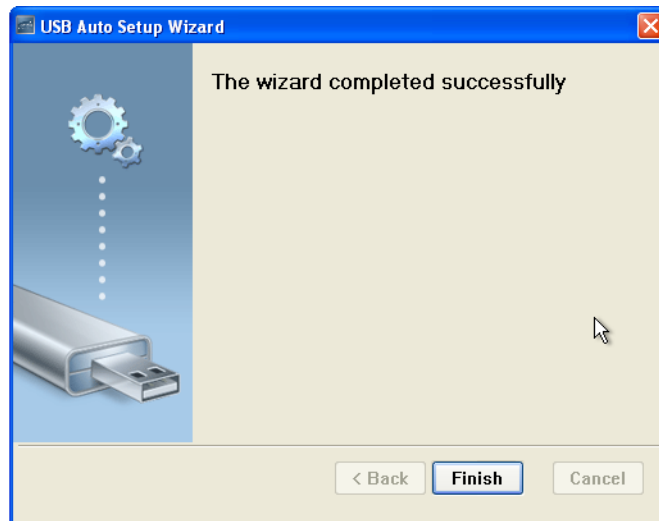 USB Auto Setup Wizard
The wizard completed successfully
< Back
Finish
Cancel